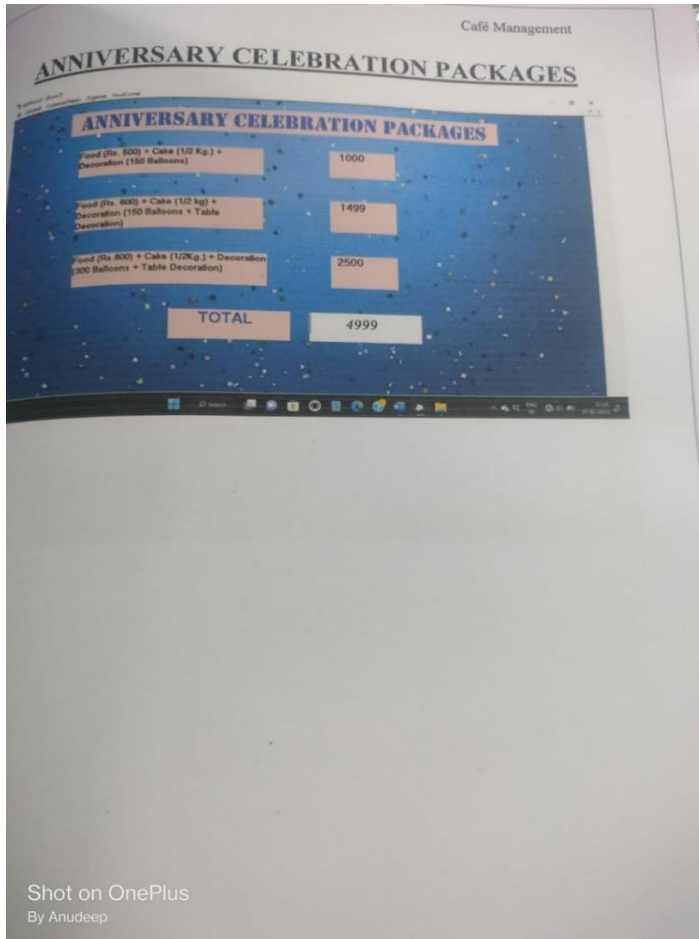 Café Management
ANNIVERSARY CELEBRATION PACKAGES
ANNIVERSARY CELEBRATION PACKAGES
Food (Rs. 500) + Cake (1/2 Kg.) +
Decoration (150 Balloons)
1000
Food (Rs. 600) + Cake (1/2 kg) +
Decoration (150 Balloons + Table
Decoration)
1499
Food (Rs.800) + Cake (1/2Kg.) + Decoration
(300 Balloons + Table Decoration)
2500
TOTAL
4999
Search
Shot on OnePlus
By Anudeep